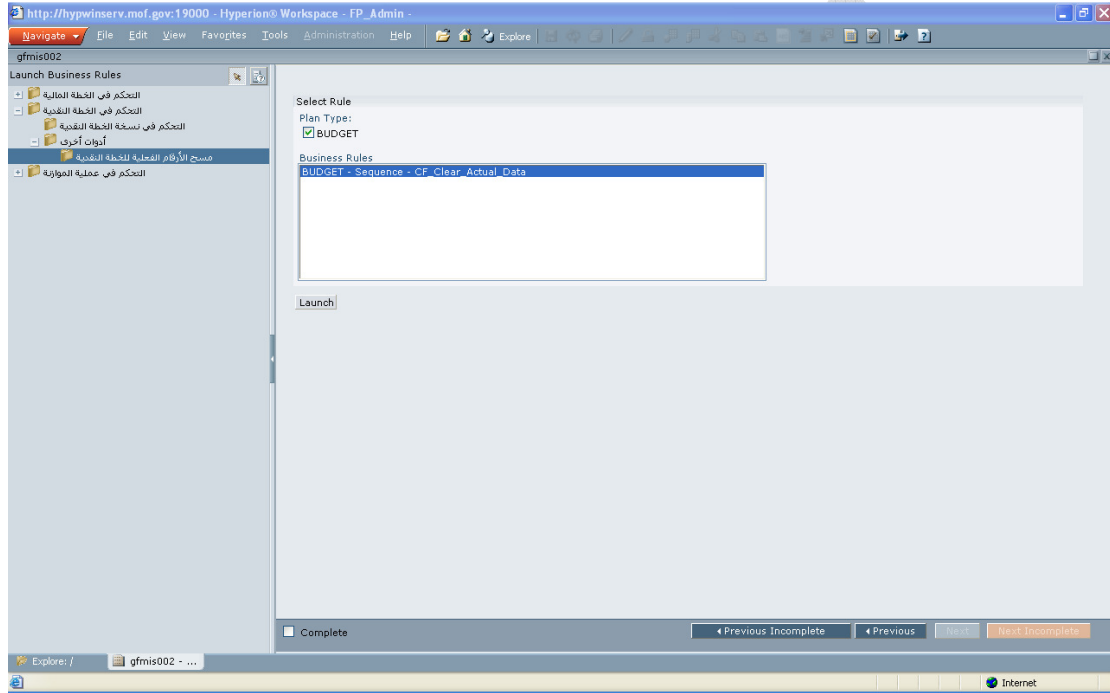 http://hypwinserv.mof.gov:19000 - Hyperion® Workspace - FP_Admin -
Navigate File Edit View Favorites Tools Administration Help Explore
gfmis002
Launch Business Rules
التحكم في الخطة المالية
التحكم في الخطة النقدية
التحكم في نسخة الخطة النقدية
أدوات أخرى
مسح الأرقام الفعلية للخطة النقدية
التحكم في عملية الموازنة
Select Rule
Plan Type:
BUDGET
Business Rules
BUDGET - Sequence - CF_Clear_Actual_Data
Launch
Complete
Previous Incomplete Previous Next Next Incomplete
Explore: / gfmis002 - ...
Internet